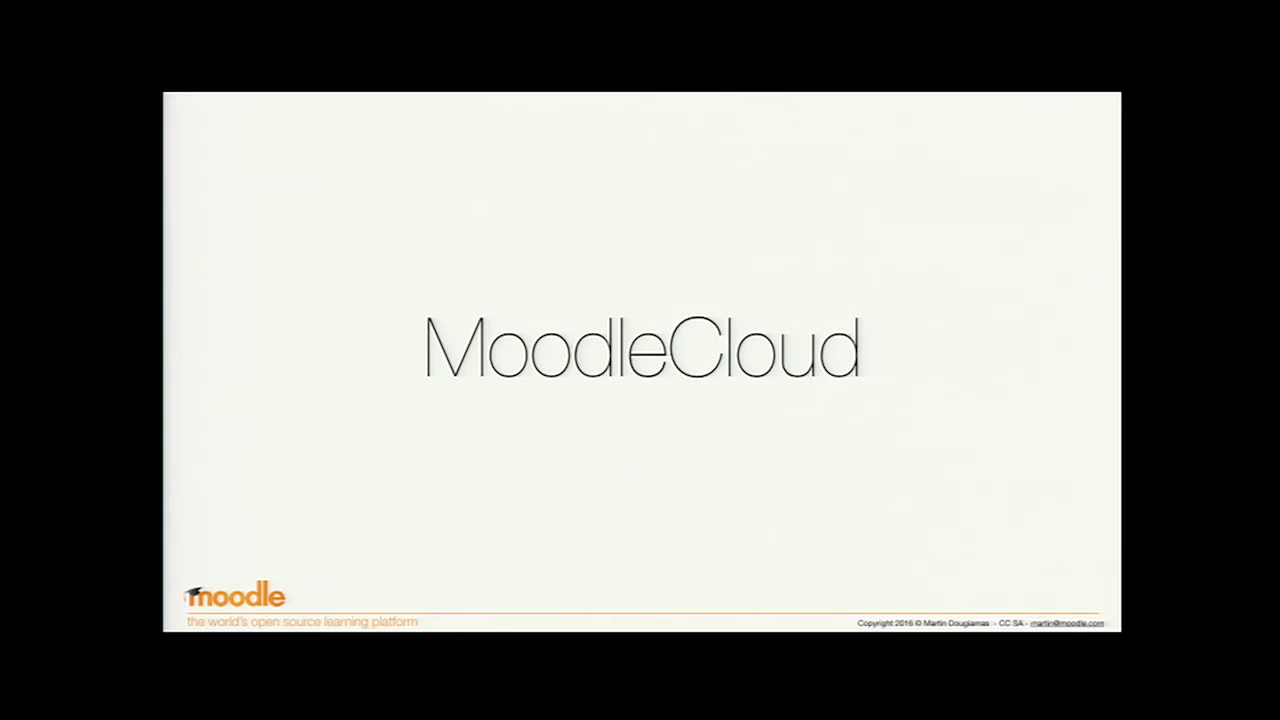 MoodleCloud
moodle
the world's open source learning platform
Copyright 2016 © Martin Dougiamas - CC SA - martin@moodle.com